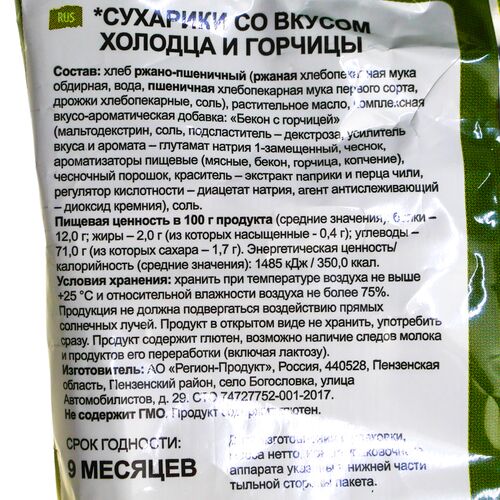 RUS
*СУХАРИКИ СО ВКУСОМ
ХОЛОДЦА И ГОРЧИЦЫ
Состав: хлеб ржано-пшеничный (ржаная хлебопекарная мука
обдирная, вода, пшеничная хлебопекарная мука первого сорта,
дрожжи хлебопекарные, соль), растительное масло, комплексная
вкусо-ароматическая добавка: «Бекон с горчицей»
(мальтодекстрин, соль, подсластитель – декстроза, усилитель
вкуса и аромата – глутамат натрия 1-замещенный, чеснок,
ароматизаторы пищевые (мясные, бекон, горчица, копчение),
чесночный порошок, краситель – экстракт паприки и перца чили,
регулятор кислотности – диацетат натрия, агент антислеживающий
– диоксид кремния), соль.
Пищевая ценность в 100 г продукта (средние значения): белки –
12,0 г; жиры – 2,0 г (из которых насыщенные - 0,4 г); углеводы –
71,0 г (из которых сахара – 1,7 г). Энергетическая ценность/
калорийность (средние значения): 1485 кДж / 350,0 ккал.
Условия хранения: хранить при температуре воздуха не выше
+25 °С и относительной влажности воздуха не более 75%.
Продукция не должна подвергаться воздействию прямых
солнечных лучей. Продукт в открытом виде не хранить, употребить
сразу. Продукт содержит глютен, возможно наличие следов молока
и продуктов его переработки (включая лактозу).
Изготовитель: АО «Регион-Продукт», Россия, 440528, Пензенская
область, Пензенский район, село Богословка, улица
Автомобилистов, д. 29. СТО 74727752-001-2017.
Не содержит ГМО. Продукт содержит глютен.
СРОК ГОДНОСТИ:
9 МЕСЯЦЕВ
Дата изготовления и упаковки,
масса нетто, номер упаковочного
аппарата указаны в нижней части
тыльной стороны пакета.